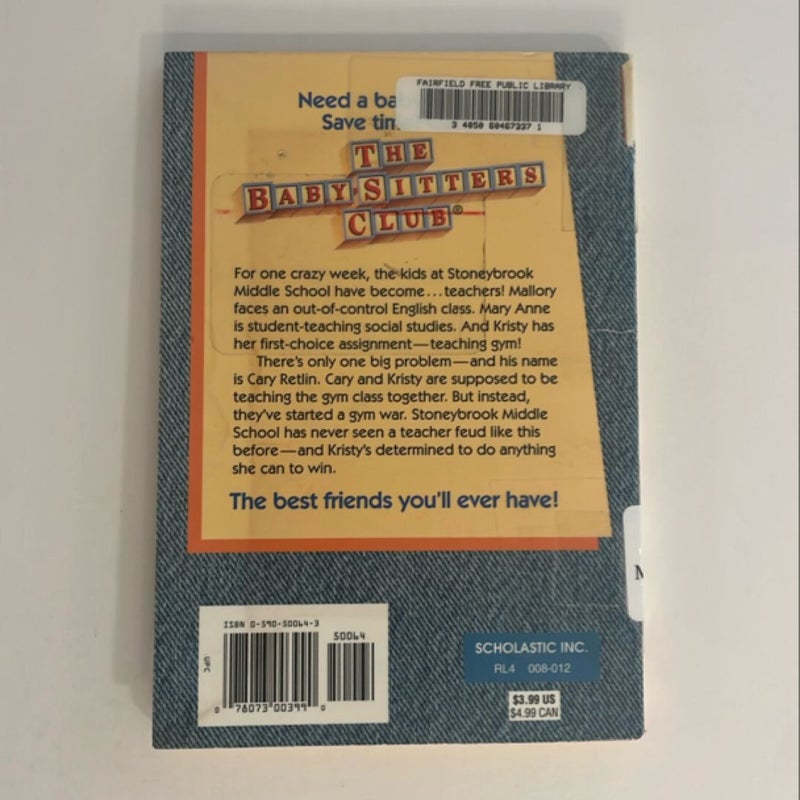 FAIRFIELD FREE PUBLIC LIBRARY
3 4050 60467337 1
Need a ba
Save tim
THE
BABY-SITTERS
CLUB®
For one crazy week, the kids at Stoneybrook
Middle School have become...teachers! Mallory
faces an out-of-control English class. Mary Anne
is student-teaching social studies. And Kristy has
her first-choice assignment—teaching gym!
There's only one big problem—and his name
is Cary Retlin. Cary and Kristy are supposed to be
teaching the gym class together. But instead,
they've started a gym war. Stoneybrook Middle
School has never seen a teacher feud like this
before—and Kristy's determined to do anything
she can to win.
The best friends you'll ever have!
ISBN 0-590-50064-3
50064
UPC
0 76073 00399 0
SCHOLASTIC INC.
RL4 008-012
$3.99 US
$4.99 CAN